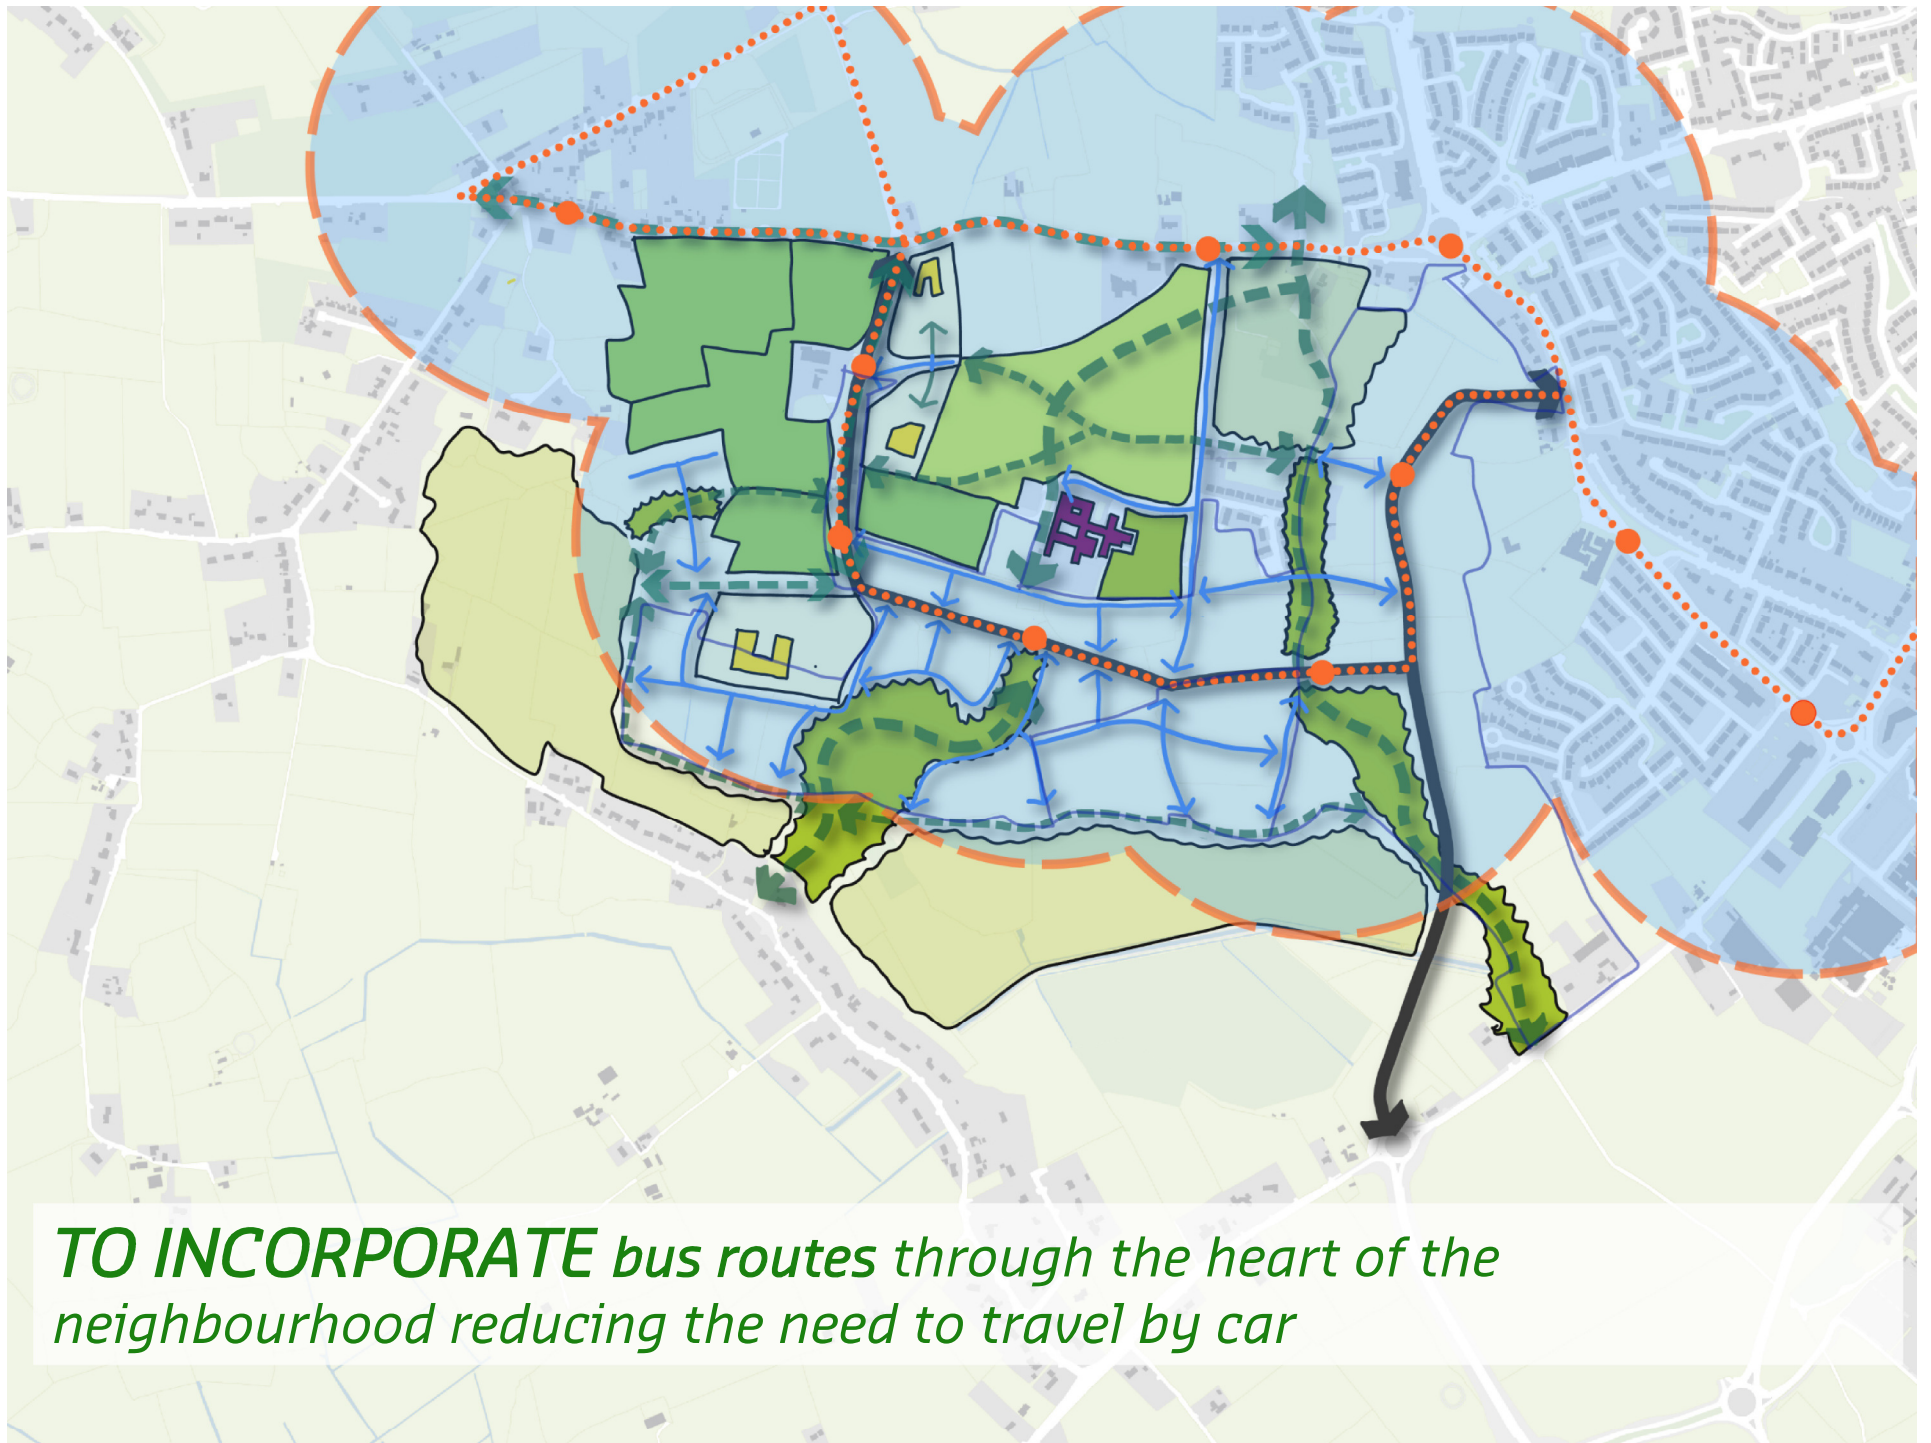 TO INCORPORATE bus routes through the heart of the
neighbourhood reducing the need to travel by car